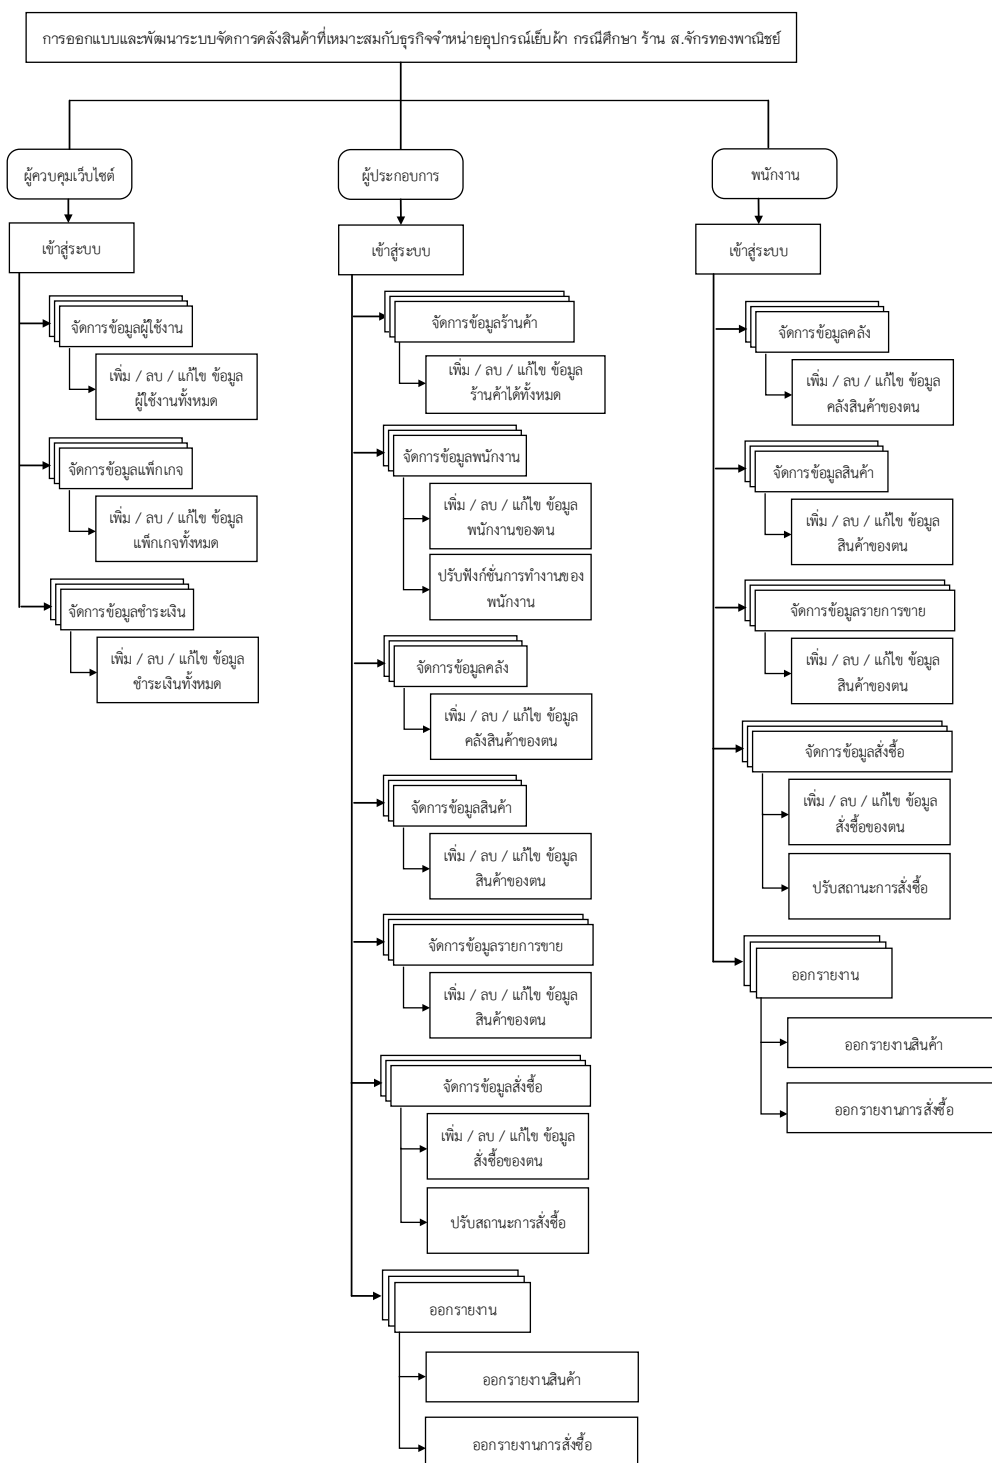 การออกแบบและพัฒนาระบบจัดการคลังสินค้าที่เหมาะสมกับธุรกิจจำหน่ายอุปกรณ์เย็บผ้า กรณีศึกษา ร้าน ส.จักรทองพาณิชย์
ผู้ควบคุมเว็บไซต์
เข้าสู่ระบบ
จัดการข้อมูลผู้ใช้งาน
เพิ่ม / ลบ / แก้ไข ข้อมูล
ผู้ใช้งานทั้งหมด
จัดการข้อมูลแพ็กเกจ
เพิ่ม / ลบ / แก้ไข ข้อมูล
แพ็กเกจทั้งหมด
จัดการข้อมูลชำระเงิน
เพิ่ม / ลบ / แก้ไข ข้อมูล
ชำระเงินทั้งหมด
ผู้ประกอบการ
เข้าสู่ระบบ
จัดการข้อมูลร้านค้า
เพิ่ม / ลบ / แก้ไข ข้อมูล
ร้านค้าได้ทั้งหมด
จัดการข้อมูลพนักงาน
เพิ่ม / ลบ / แก้ไข ข้อมูล
พนักงานของตน
ปรับฟังก์ชั่นการทำงานของ
พนักงาน
จัดการข้อมูลคลัง
เพิ่ม / ลบ / แก้ไข ข้อมูล
คลังสินค้าของตน
จัดการข้อมูลสินค้า
เพิ่ม / ลบ / แก้ไข ข้อมูล
สินค้าของตน
จัดการข้อมูลรายการขาย
เพิ่ม / ลบ / แก้ไข ข้อมูล
สินค้าของตน
จัดการข้อมูลสั่งซื้อ
เพิ่ม / ลบ / แก้ไข ข้อมูล
สั่งซื้อของตน
ปรับสถานะการสั่งซื้อ
ออกรายงาน
ออกรายงานสินค้า
ออกรายงานการสั่งซื้อ
พนักงาน
เข้าสู่ระบบ
จัดการข้อมูลคลัง
เพิ่ม / ลบ / แก้ไข ข้อมูล
คลังสินค้าของตน
จัดการข้อมูลสินค้า
เพิ่ม / ลบ / แก้ไข ข้อมูล
สินค้าของตน
จัดการข้อมูลรายการขาย
เพิ่ม / ลบ / แก้ไข ข้อมูล
สินค้าของตน
จัดการข้อมูลสั่งซื้อ
เพิ่ม / ลบ / แก้ไข ข้อมูล
สั่งซื้อของตน
ปรับสถานะการสั่งซื้อ
ออกรายงาน
ออกรายงานสินค้า
ออกรายงานการสั่งซื้อ